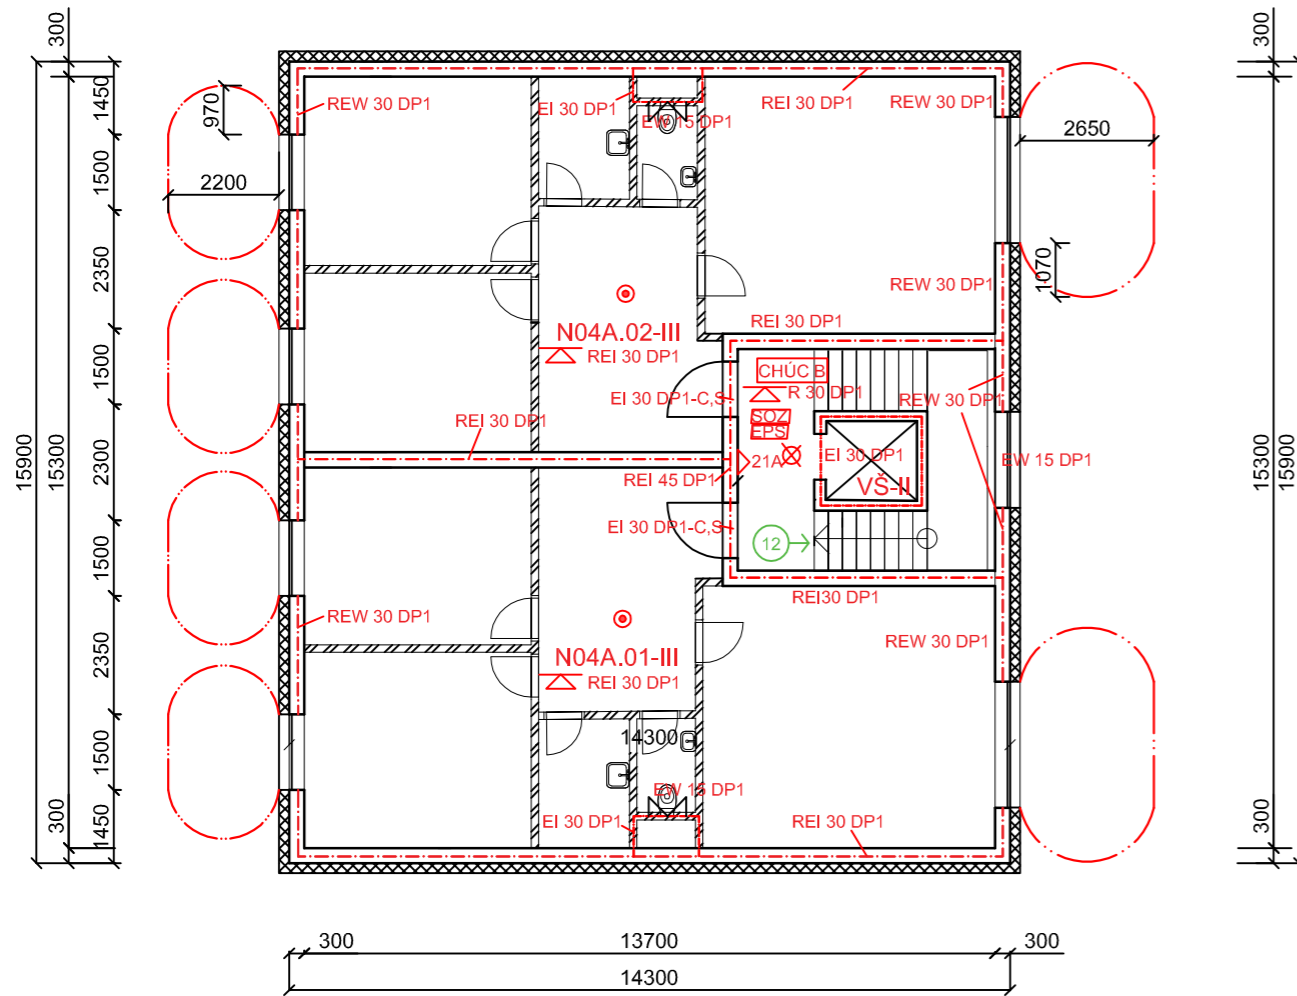 300
300
1450
970
REW 30 DP1
EI 30 DP1
EW 15 DP1
REI 30 DP1
REW 30 DP1
2650
1500
2200
2350
1070
REW 30 DP1
REI 30 DP1
N04A.02-III
REI 30 DP1
1500
CHÚC B
R 30 DP1
EI 30 DP1-C,S
REW 30 DP1
SOZ
EPS
REI 30 DP1
15900
15300
2300
21A
EI 30 DP1
EW 15 DP1
15300
15900
REI 45 DP1
VŠ-II
EI 30 DP1-C,S
12
1500
REI30 DP1
REW 30 DP1
REW 30 DP1
2350
N04A.01-III
REI 30 DP1
1500
14300
EW 15 DP1
EI 30 DP1
REI 30 DP1
300
1450
300
300
13700
300
14300